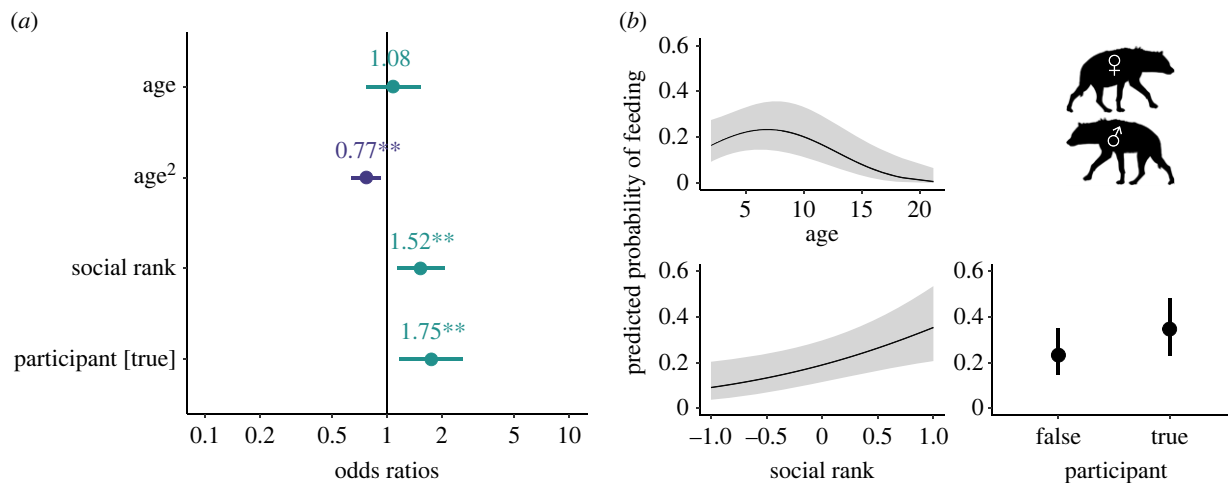 (a)
age
age²
social rank
participant [true]
1.08
0.77**
1.52**
1.75**
0.1 0.2 0.5 1 2 5 10
odds ratios
(b)
predicted probability of feeding
0.6
0.4
0.2
0
5 10 15 20
age
♀
♂
0.6
0.4
0.2
0
–1.0 –0.5 0 0.5 1.0
social rank
0.6
0.4
0.2
0
false true
participant